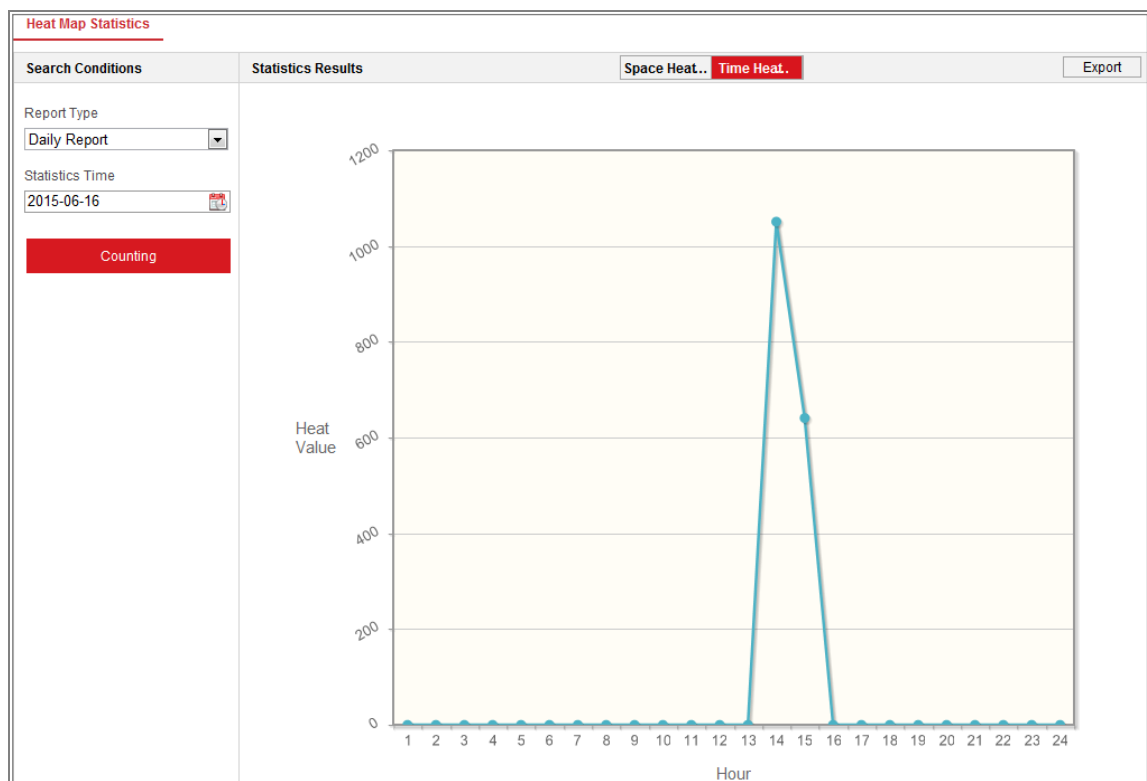 Heat Map Statistics
Search Conditions
Statistics Results
Space Heat...
Time Heat..
Export
Report Type
Daily Report
Statistics Time
2015-06-16
Counting
1200
1000
800
600
400
200
0
Heat
Value
1 2 3 4 5 6 7 8 9 10 11 12 13 14 15 16 17 18 19 20 21 22 23 24
Hour